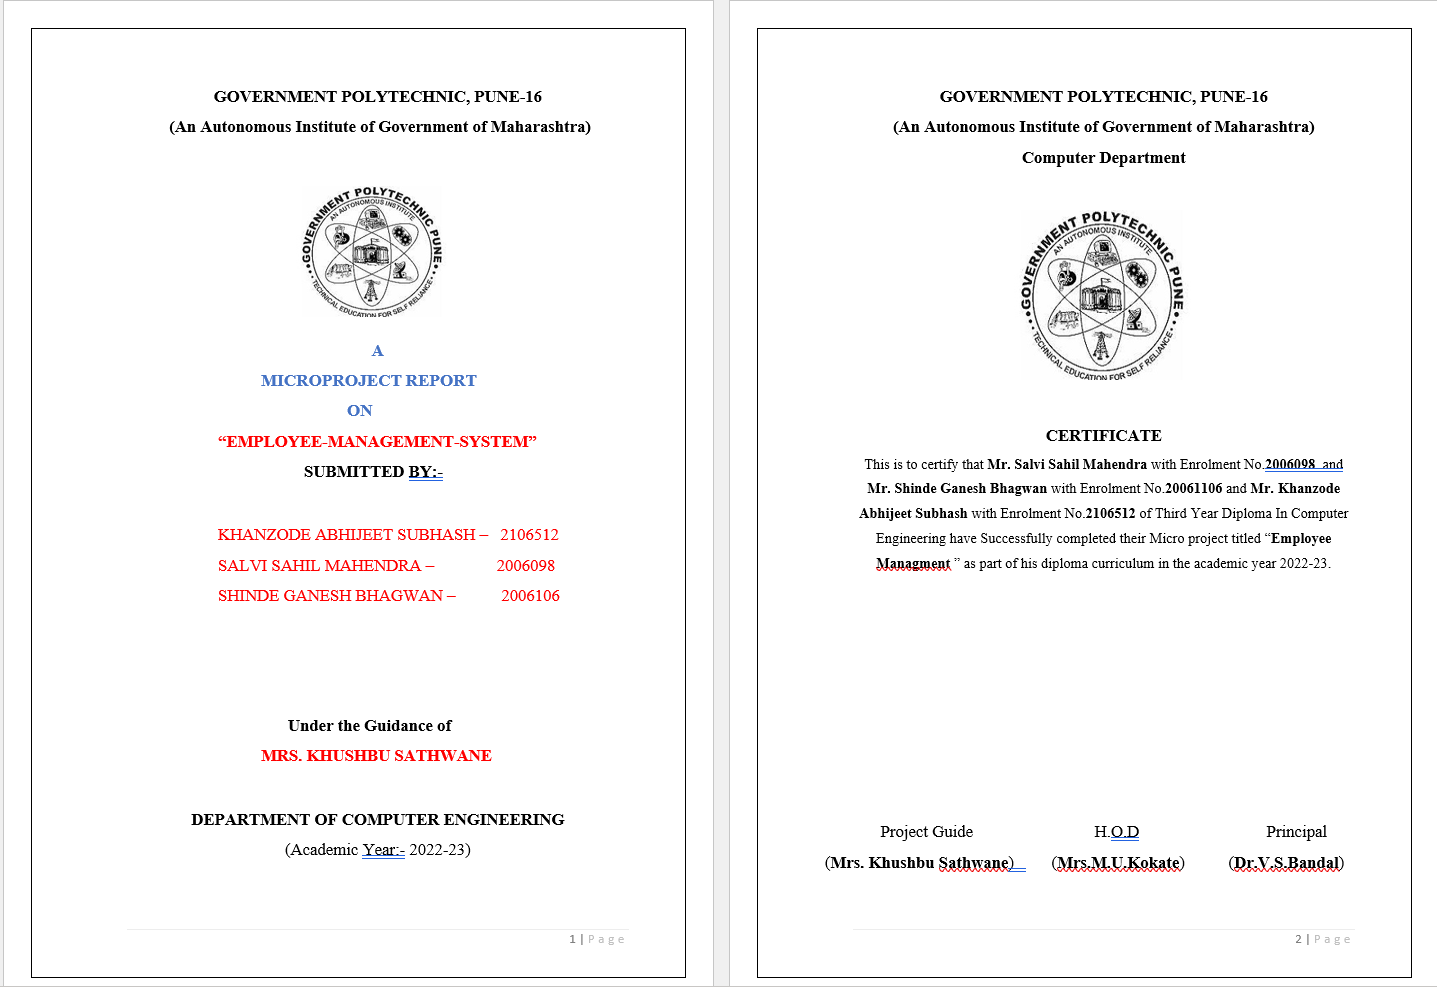 GOVERNMENT POLYTECHNIC, PUNE-16
(An Autonomous Institute of Government of Maharashtra)
GOVERNMENT POLYTECHNIC PUNE
AN AUTONOMOUS INSTITUTE
TECHNICAL EDUCATION FOR SELF RELIANCE
A
MICROPROJECT REPORT
ON
“EMPLOYEE-MANAGEMENT-SYSTEM”
SUBMITTED BY:-
KHANZODE ABHIJEET SUBHASH – 2106512
SALVI SAHIL MAHENDRA – 2006098
SHINDE GANESH BHAGWAN – 2006106
Under the Guidance of
MRS. KHUSHBU SATHWANE
DEPARTMENT OF COMPUTER ENGINEERING
(Academic Year:- 2022-23)
1 | Page
GOVERNMENT POLYTECHNIC, PUNE-16
(An Autonomous Institute of Government of Maharashtra)
Computer Department
GOVERNMENT POLYTECHNIC PUNE
AN AUTONOMOUS INSTITUTE
TECHNICAL EDUCATION FOR SELF RELIANCE
CERTIFICATE
This is to certify that Mr. Salvi Sahil Mahendra with Enrolment No.2006098 and
Mr. Shinde Ganesh Bhagwan with Enrolment No.20061106 and Mr. Khanzode
Abhijeet Subhash with Enrolment No.2106512 of Third Year Diploma In Computer
Engineering have Successfully completed their Micro project titled “Employee
Managment ” as part of his diploma curriculum in the academic year 2022-23.
Project Guide H.O.D Principal
(Mrs. Khushbu Sathwane) (Mrs.M.U.Kokate) (Dr.V.S.Bandal)
2 | Page